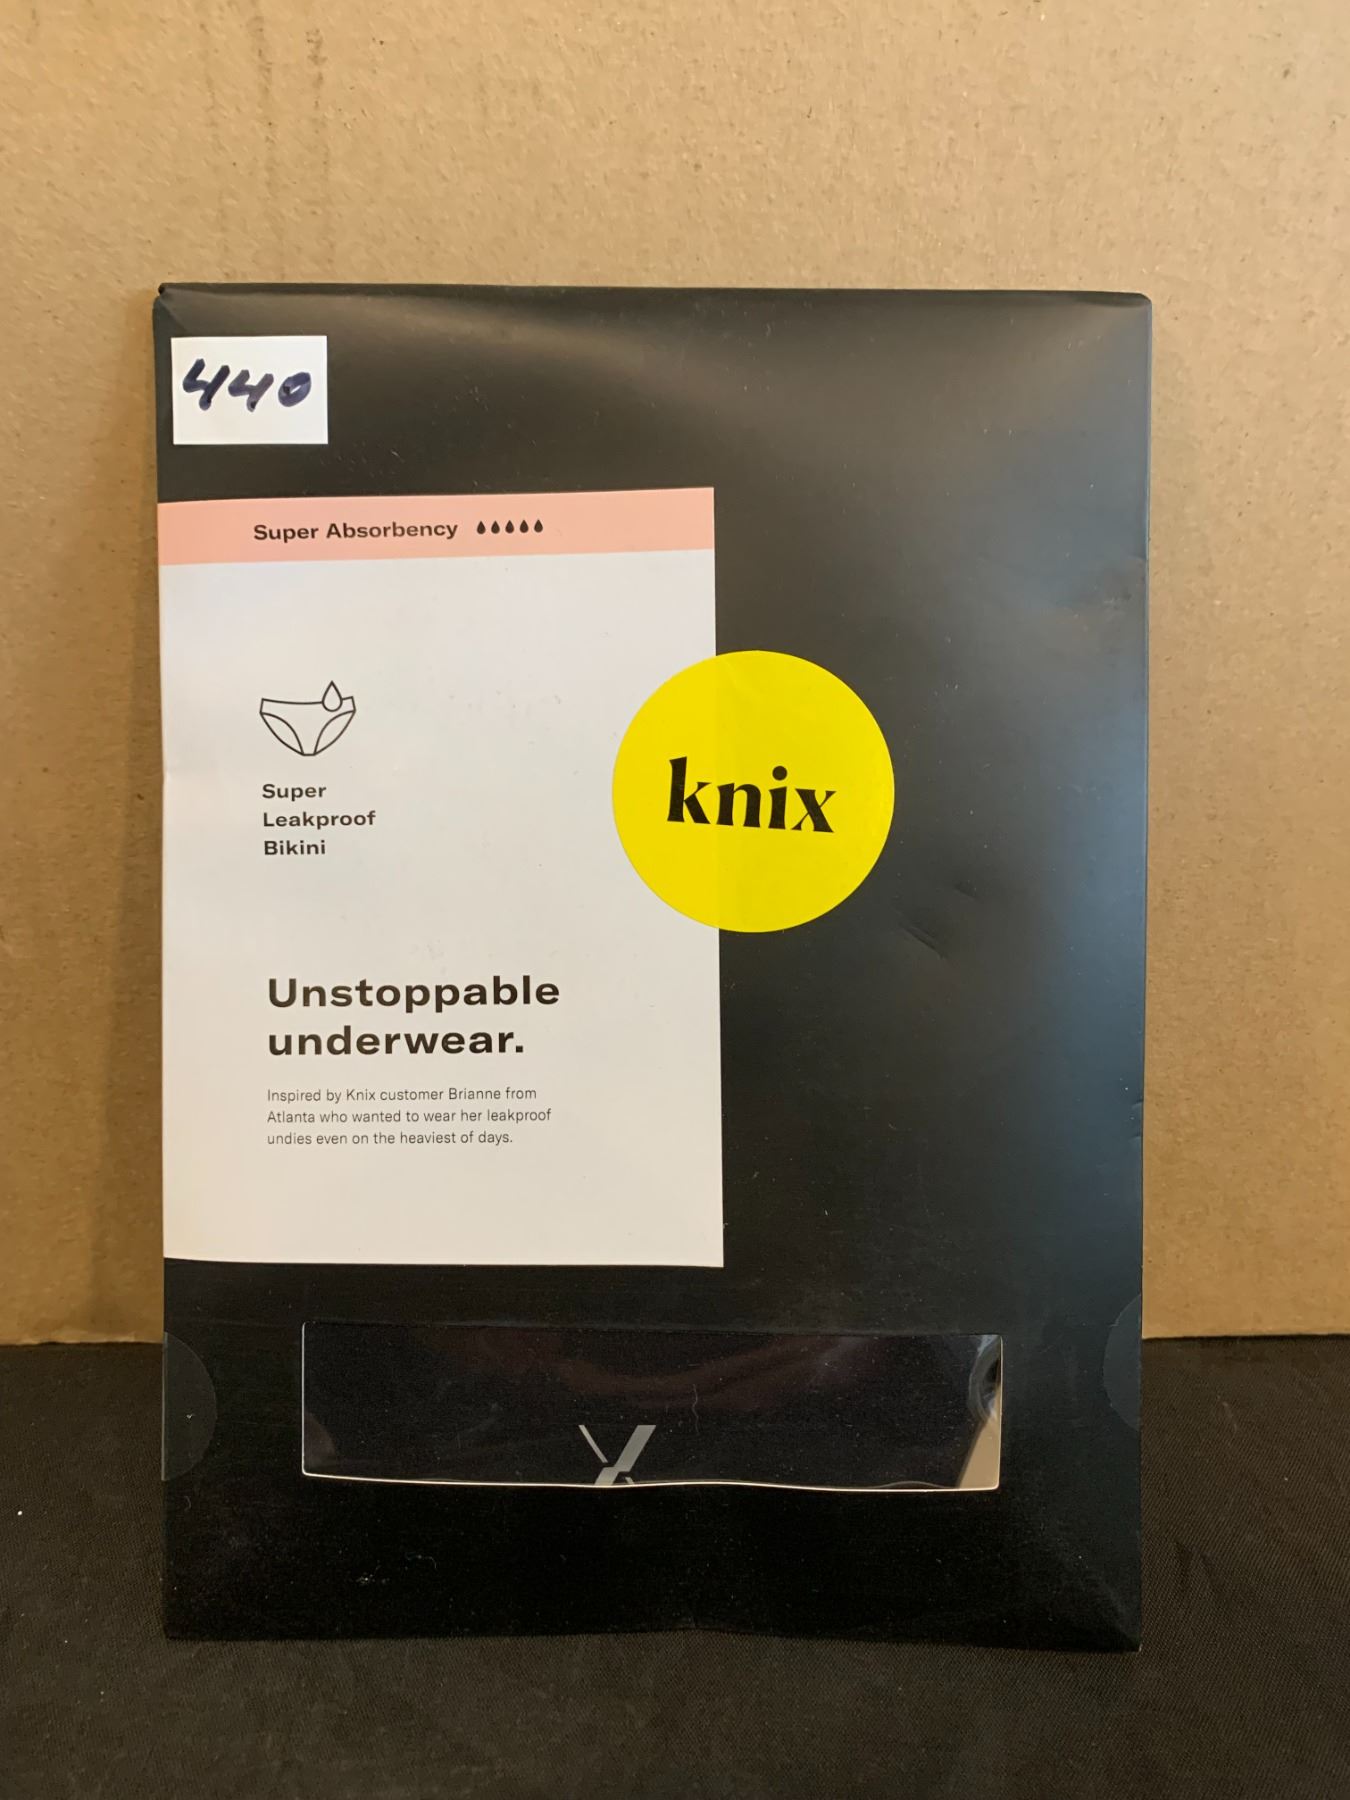 440
Super Absorbency
Super
Leakproof
Bikini
knix
Unstoppable
underwear.
Inspired by Knix customer Brianne from
Atlanta who wanted to wear her leakproof
undies even on the heaviest of days.